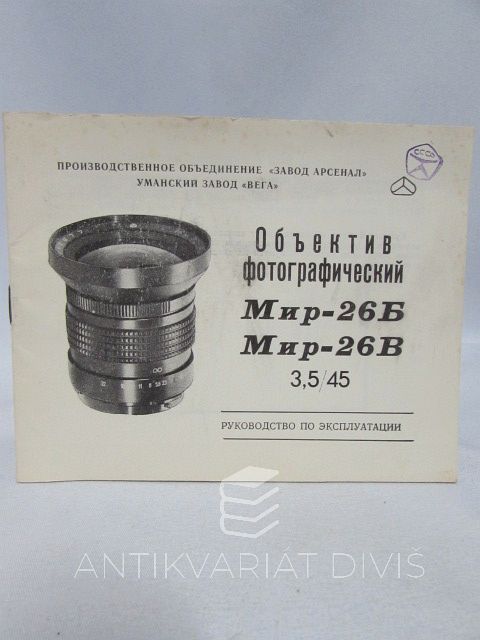 ПРОИЗВОДСТВЕННОЕ ОБЪЕДИНЕНИЕ «ЗАВОД АРСЕНАЛ»
УМАНСКИЙ ЗАВОД «ВЕГА»
СССР
Объектив
фотографический
Мир-26Б
Мир-26В
3,5/45
РУКОВОДСТВО ПО ЭКСПЛУАТАЦИИ
ANTIKVARIÁT DIVIŠ